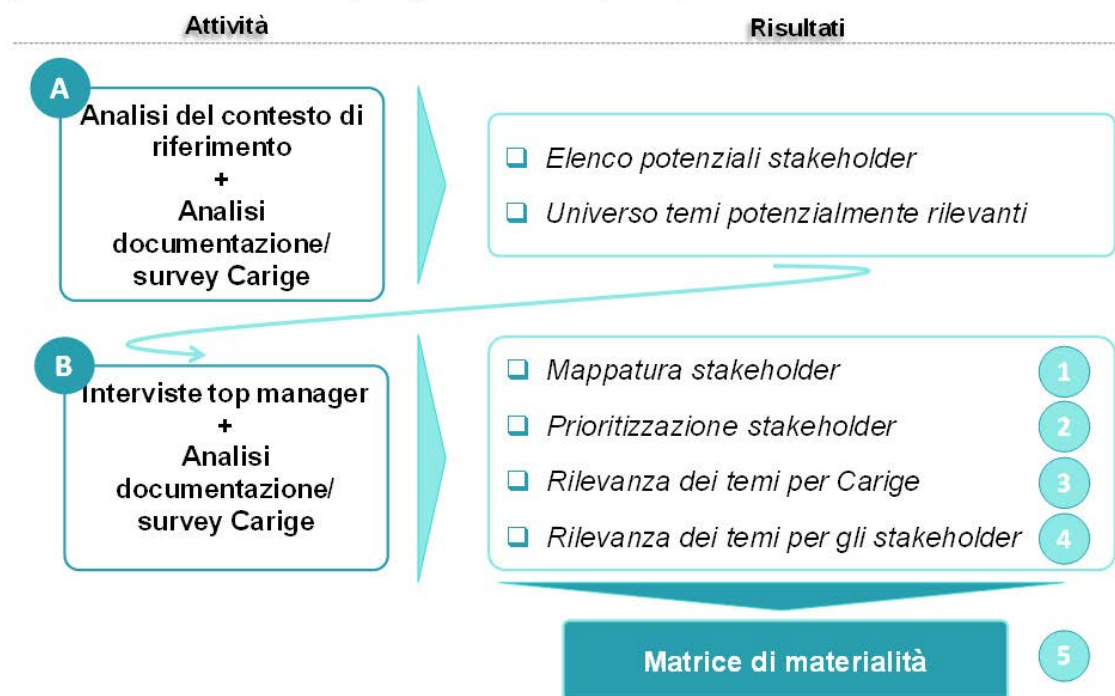 Attività
Risultati
A
Analisi del contesto di
riferimento
+
Analisi
documentazione/
survey Carige
Elenco potenziali stakeholder
Universo temi potenzialmente rilevanti
B
Interviste top manager
+
Analisi
documentazione/
survey Carige
Mappatura stakeholder 1
Prioritizzazione stakeholder 2
Rilevanza dei temi per Carige 3
Rilevanza dei temi per gli stakeholder 4
Matrice di materialità 5